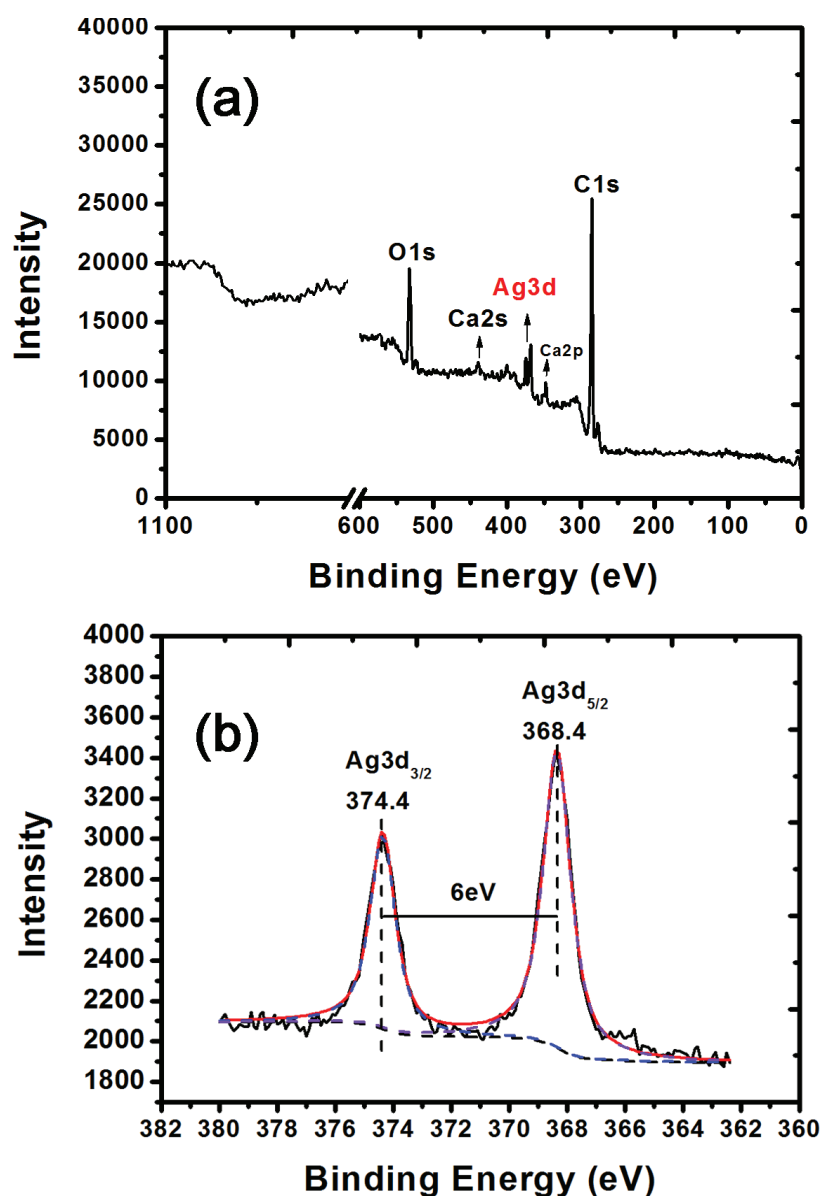 40000
35000
30000
25000
20000
15000
10000
5000
0
Intensity
(a)
C1s
O1s
Ag3d
Ca2s
Ca2p
1100 600 500 400 300 200 100 0
Binding Energy (eV)
4000
3800
3600
3400
3200
3000
2800
2600
2400
2200
2000
1800
Intensity
(b)
Ag3d5/2
368.4
Ag3d3/2
374.4
6eV
382 380 378 376 374 372 370 368 366 364 362 360
Binding Energy (eV)